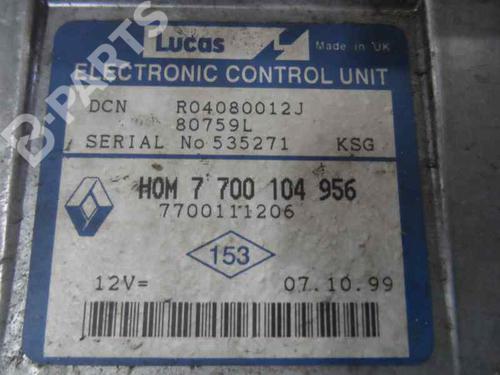 B-PARTS
Lucas
Made in UK
ELECTRONIC CONTROL UNIT
DCN R04080012J
80759L
SERIAL No 535271 KSG
HOM 7 700 104 956
7700111206
153
12V= 07.10.99